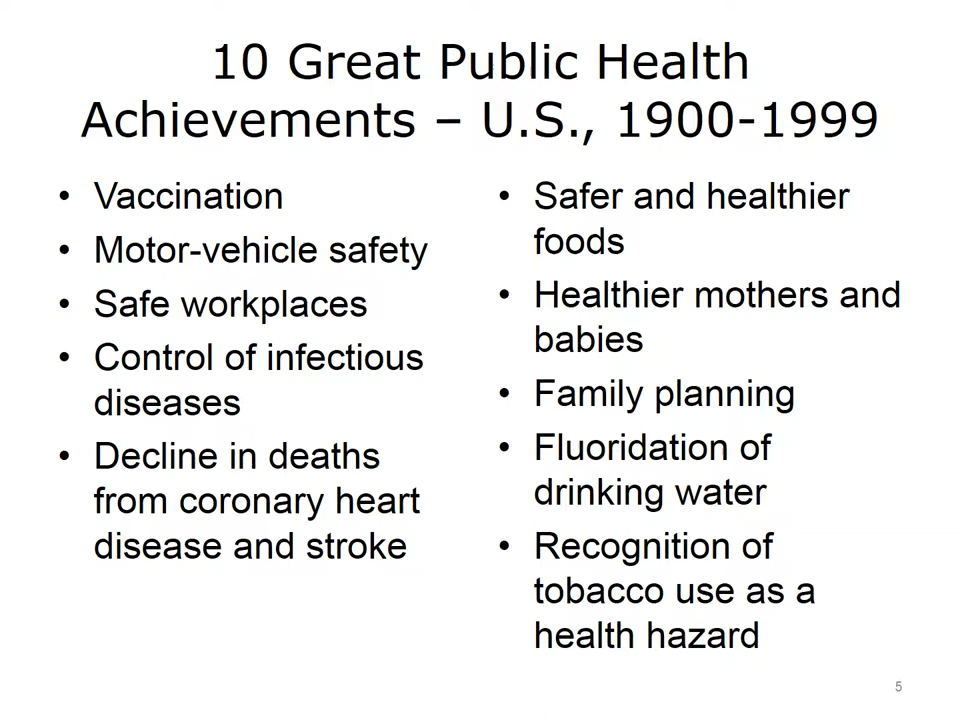 10 Great Public Health
Achievements – U.S., 1900-1999
• Vaccination
• Motor-vehicle safety
• Safe workplaces
• Control of infectious
diseases
• Decline in deaths
from coronary heart
disease and stroke
• Safer and healthier
foods
• Healthier mothers and
babies
• Family planning
• Fluoridation of
drinking water
• Recognition of
tobacco use as a
health hazard
5